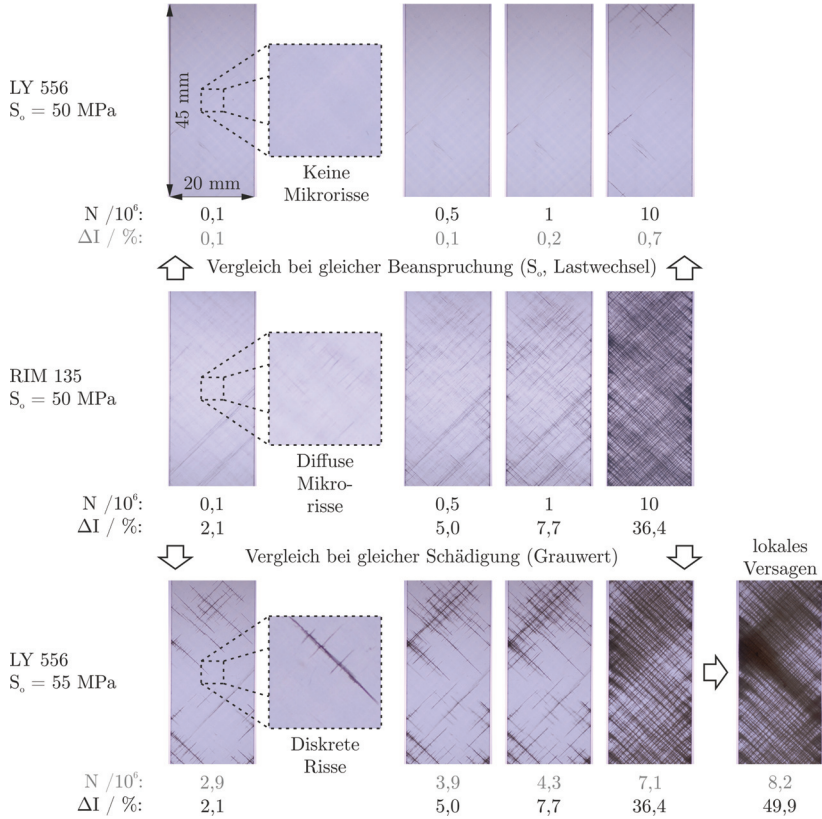 LY 556
Sₒ = 50 MPa
45 mm
20 mm
Keine
Mikrorisse
N /10⁶: 0,1 0,5 1 10
ΔI / %: 0,1 0,1 0,2 0,7
Vergleich bei gleicher Beanspruchung (Sₒ, Lastwechsel)
RIM 135
Sₒ = 50 MPa
Diffuse
Mikro-
risse
N /10⁶: 0,1 0,5 1 10
ΔI / %: 2,1 5,0 7,7 36,4
Vergleich bei gleicher Schädigung (Grauwert)
lokales
Versagen
LY 556
Sₒ = 55 MPa
Diskrete
Risse
N /10⁶: 2,9 3,9 4,3 7,1 8,2
ΔI / %: 2,1 5,0 7,7 36,4 49,9